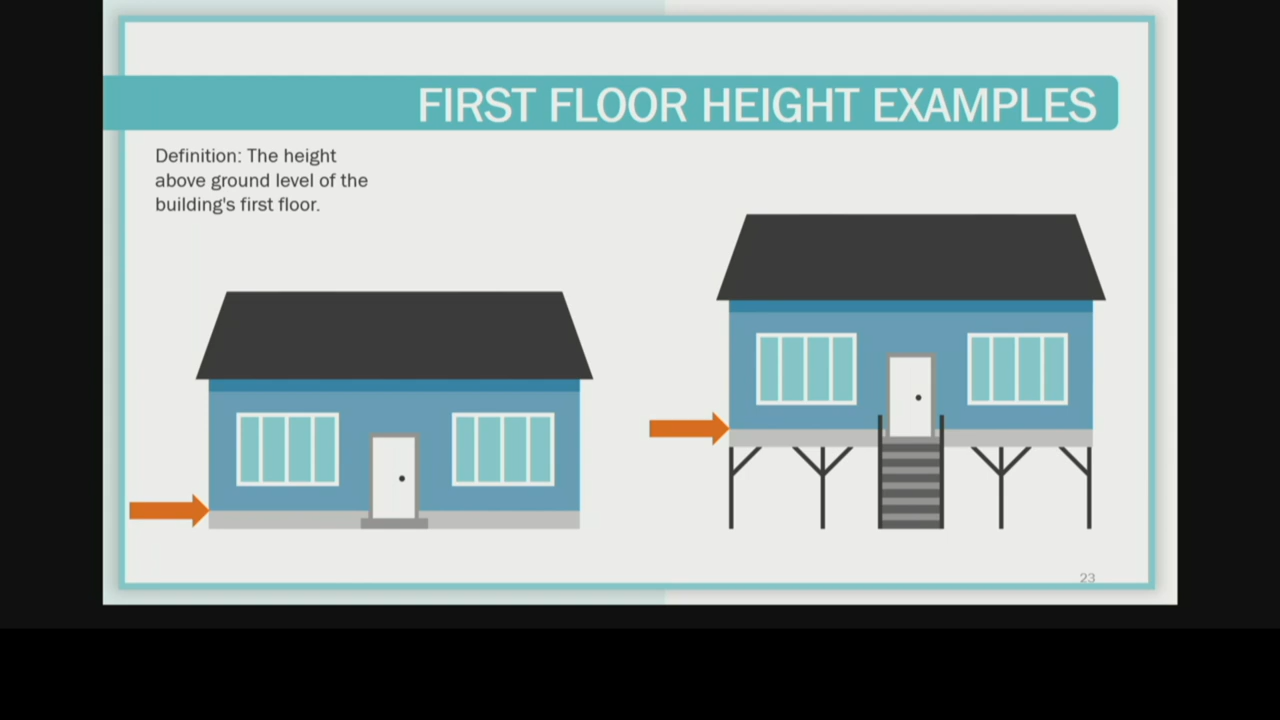 FIRST FLOOR HEIGHT EXAMPLES
Definition: The height
above ground level of the
building's first floor.
23